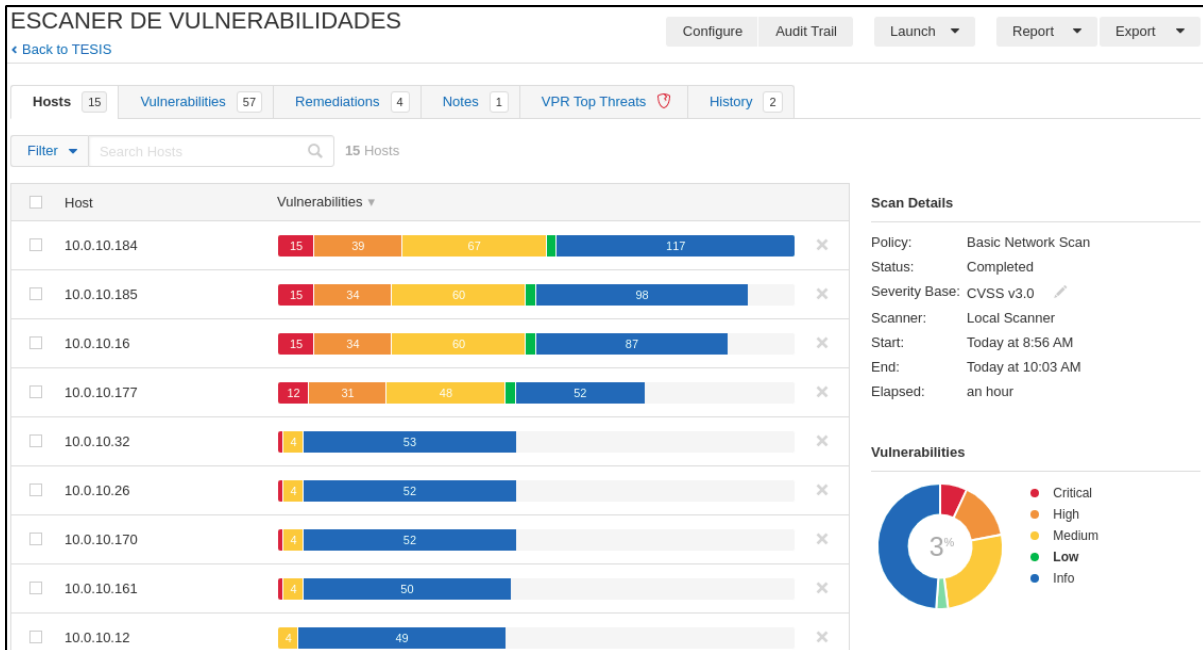 ESCANER DE VULNERABILIDADES
Configure Audit Trail Launch Report Export
Back to TESIS
Hosts 15 Vulnerabilities 57 Remediations 4 Notes 1 VPR Top Threats History 2
Filter Search Hosts 15 Hosts
Host Vulnerabilities
10.0.10.184 15 39 67 117
10.0.10.185 15 34 60 98
10.0.10.16 15 34 60 87
10.0.10.177 12 31 48 52
10.0.10.32 4 53
10.0.10.26 4 52
10.0.10.170 4 52
10.0.10.161 4 50
10.0.10.12 4 49
Scan Details
Policy: Basic Network Scan
Status: Completed
Severity Base: CVSS v3.0
Scanner: Local Scanner
Start: Today at 8:56 AM
End: Today at 10:03 AM
Elapsed: an hour
Vulnerabilities
3%
Critical
High
Medium
Low
Info